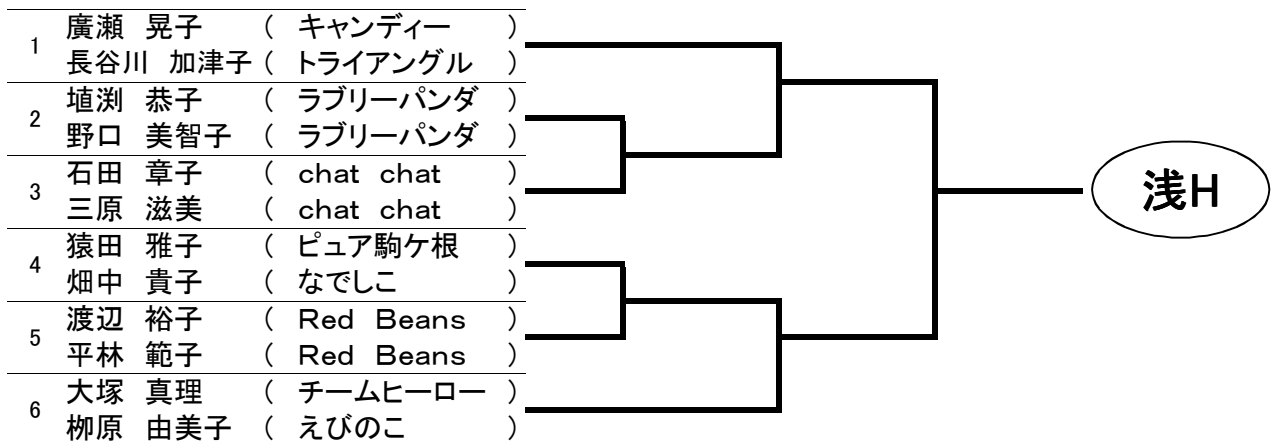 1
廣瀬 晃子 ( キャンディー )
長谷川 加津子 ( トライアングル )
2
埴渕 恭子 ( ラブリーパンダ )
野口 美智子 ( ラブリーパンダ )
3
石田 章子 ( chat chat )
三原 滋美 ( chat chat )
4
猿田 雅子 ( ピュア駒ケ根 )
畑中 貴子 ( なでしこ )
5
渡辺 裕子 ( Red Beans )
平林 範子 ( Red Beans )
6
大塚 真理 ( チームヒーロー )
栁原 由美子 ( えびのこ )
浅H